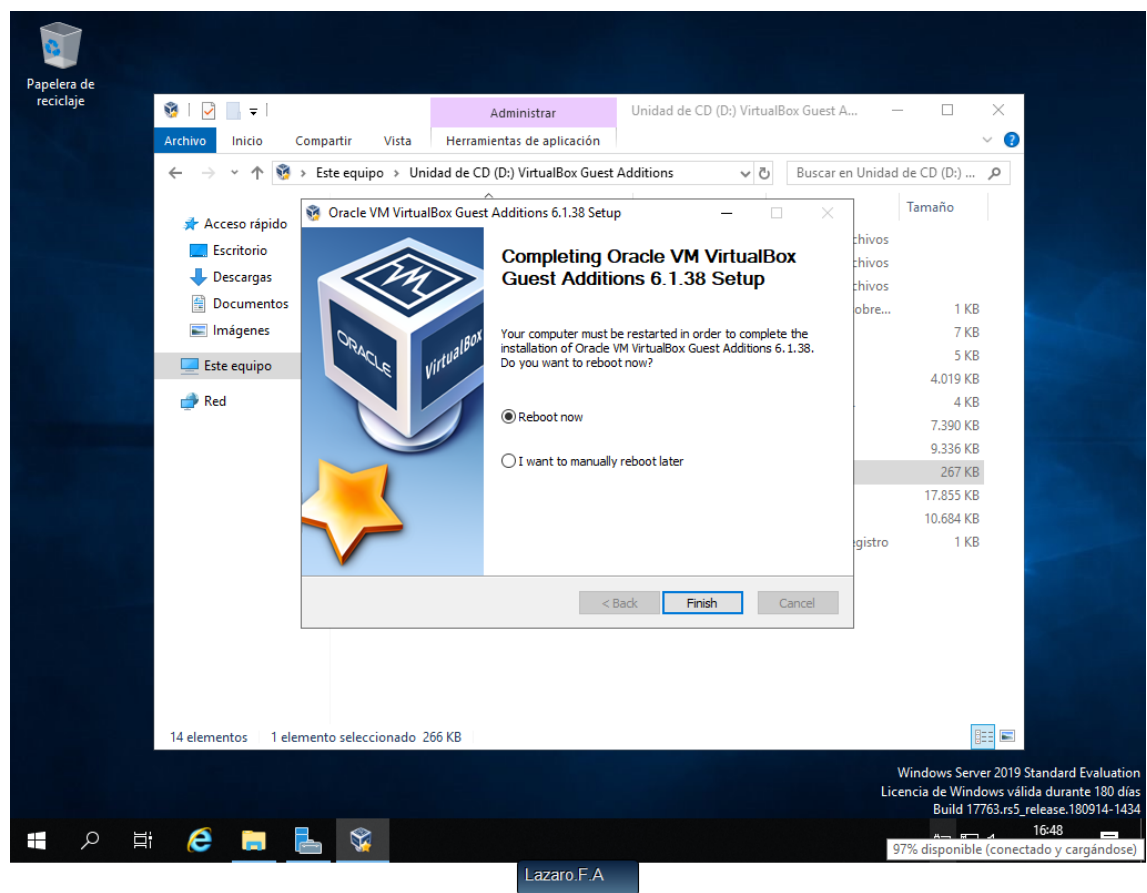 Papelera de
reciclaje
Administrar
Unidad de CD (D:) VirtualBox Guest A...
Archivo
Inicio
Compartir
Vista
Herramientas de aplicación
Este equipo
Unidad de CD (D:) VirtualBox Guest Additions
Buscar en Unidad de CD (D:) ...
Tamaño
Acceso rápido
Escritorio
Descargas
Documentos
Imágenes
Este equipo
Red
Oracle VM VirtualBox Guest Additions 6.1.38 Setup
Completing Oracle VM VirtualBox
Guest Additions 6.1.38 Setup
Your computer must be restarted in order to complete the
installation of Oracle VM VirtualBox Guest Additions 6.1.38.
Do you want to reboot now?
Reboot now
I want to manually reboot later
ORACLE
VirtualBox
< Back
Finish
Cancel
chivos
chivos
chivos
obre...
1 KB
7 KB
5 KB
4.019 KB
4 KB
7.390 KB
9.336 KB
267 KB
17.855 KB
10.684 KB
egistro
1 KB
14 elementos
1 elemento seleccionado 266 KB
Windows Server 2019 Standard Evaluation
Licencia de Windows válida durante 180 días
Build 17763.rs5_release.180914-1434
16:48
97% disponible (conectado y cargándose)
Lazaro.F.A